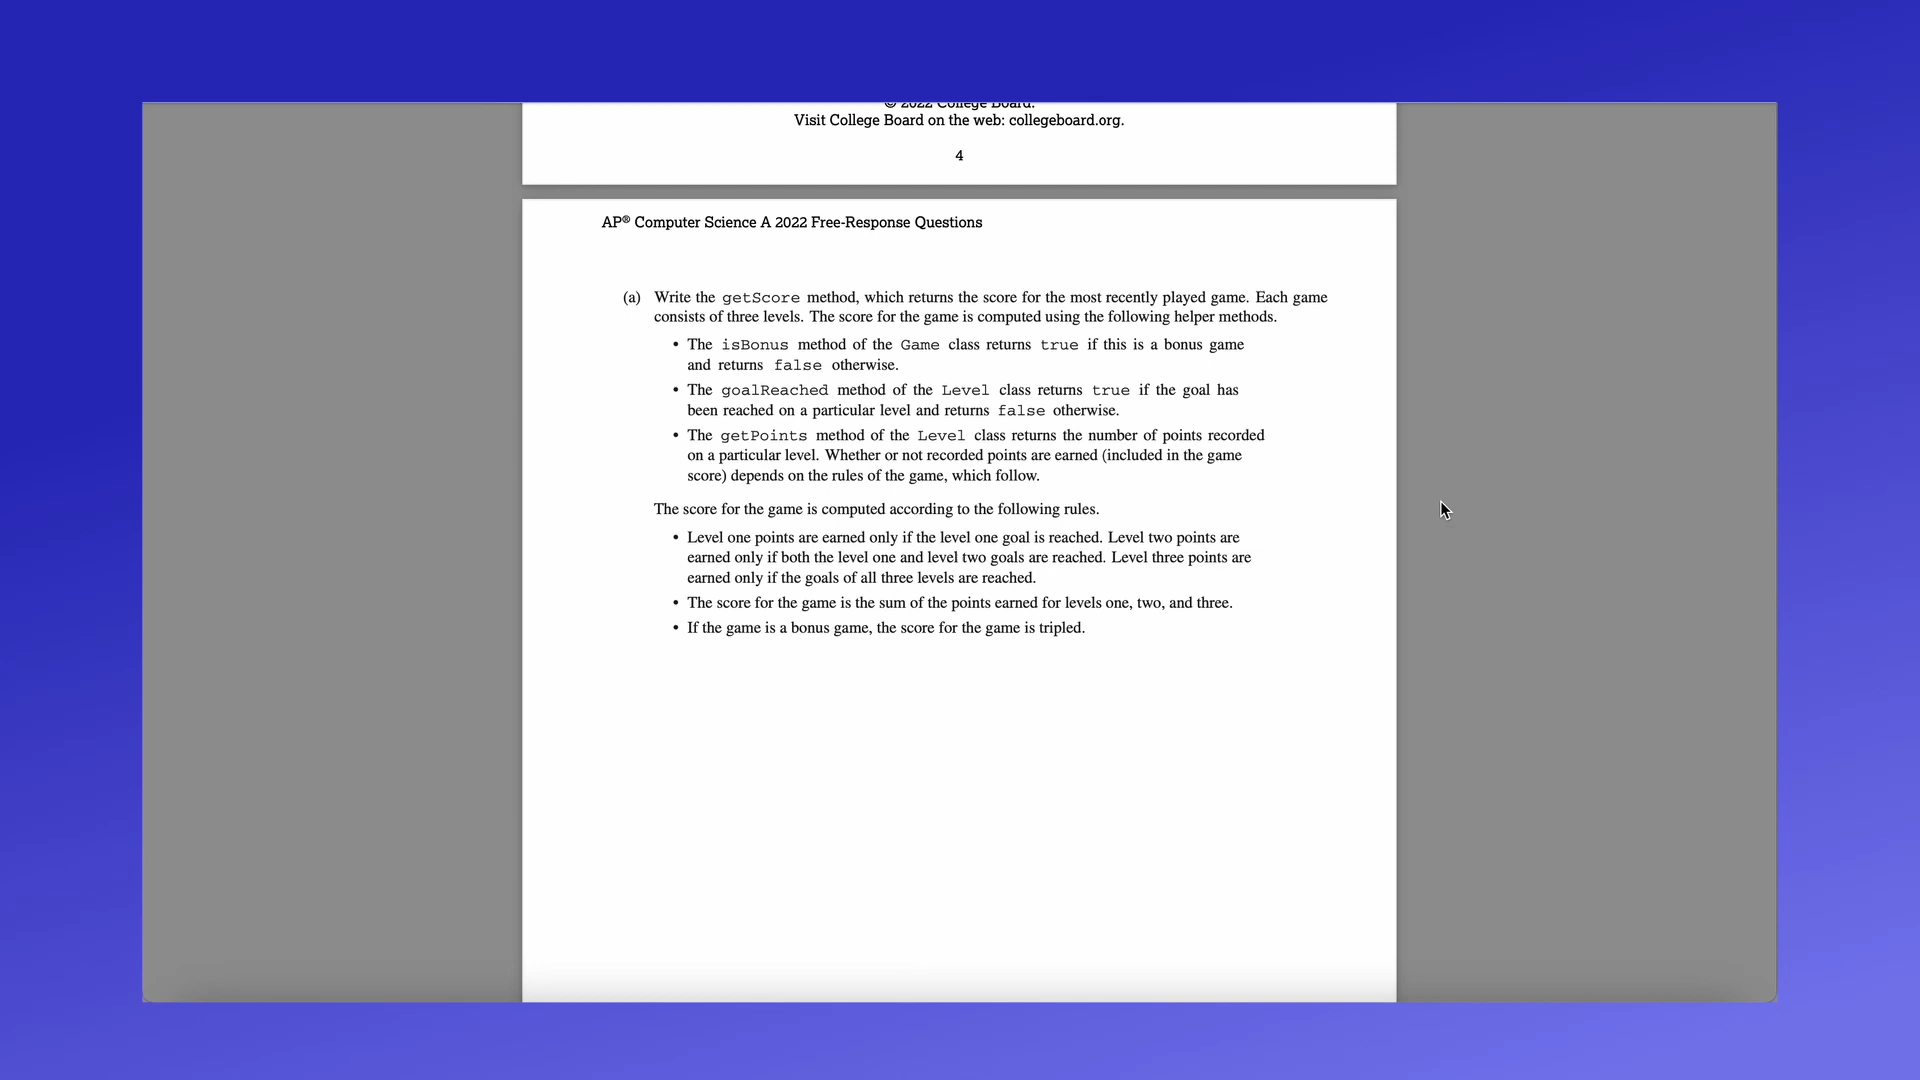 © 2022 College Board.
Visit College Board on the web: collegeboard.org.
4
AP® Computer Science A 2022 Free-Response Questions
(a) Write the getScore method, which returns the score for the most recently played game. Each game
consists of three levels. The score for the game is computed using the following helper methods.
• The isBonus method of the Game class returns true if this is a bonus game
and returns false otherwise.
• The goalReached method of the Level class returns true if the goal has
been reached on a particular level and returns false otherwise.
• The getPoints method of the Level class returns the number of points recorded
on a particular level. Whether or not recorded points are earned (included in the game
score) depends on the rules of the game, which follow.
The score for the game is computed according to the following rules.
• Level one points are earned only if the level one goal is reached. Level two points are
earned only if both the level one and level two goals are reached. Level three points are
earned only if the goals of all three levels are reached.
• The score for the game is the sum of the points earned for levels one, two, and three.
• If the game is a bonus game, the score for the game is tripled.